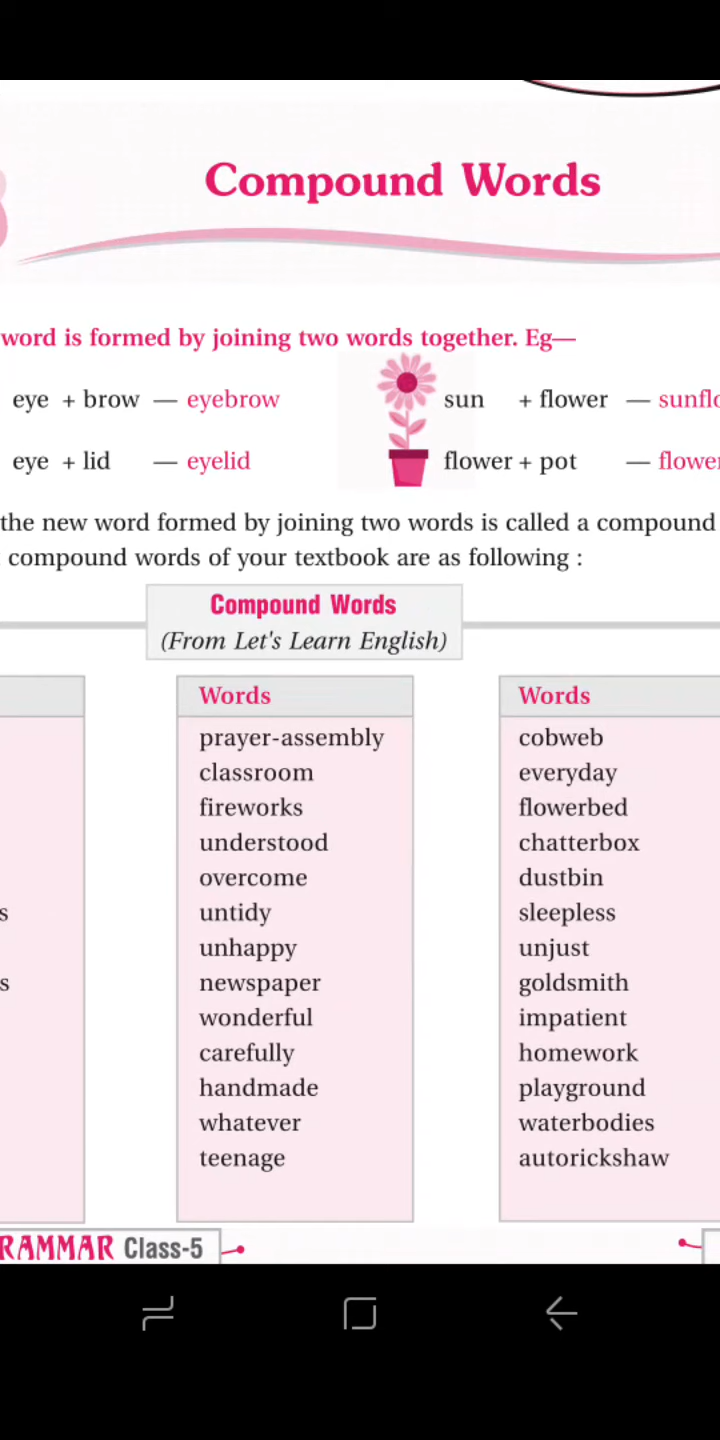 Compound Words
word is formed by joining two words together. Eg—
eye + brow — eyebrow
sun + flower — sunflo
eye + lid — eyelid
flower + pot — flower
the new word formed by joining two words is called a compound
compound words of your textbook are as following :
Compound Words
(From Let's Learn English)
Words
prayer-assembly
classroom
fireworks
understood
overcome
untidy
unhappy
newspaper
wonderful
carefully
handmade
whatever
teenage
Words
cobweb
everyday
flowerbed
chatterbox
dustbin
sleepless
unjust
goldsmith
impatient
homework
playground
waterbodies
autorickshaw
s
s
RAMMAR Class-5